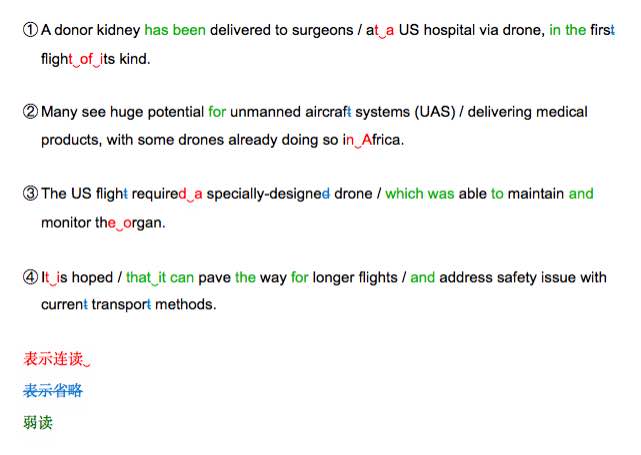 ① A donor kidney has been delivered to surgeons / at‿a US hospital via drone, in the first
flight‿of‿its kind.
② Many see huge potential for unmanned aircraft systems (UAS) / delivering medical
products, with some drones already doing so in‿Africa.
③ The US flight required‿a specially-designed drone / which was able to maintain and
monitor the‿organ.
④ It‿is hoped / that‿it can pave the way for longer flights / and address safety issue with
current transport methods.
表示连读‿
表示省略
弱读